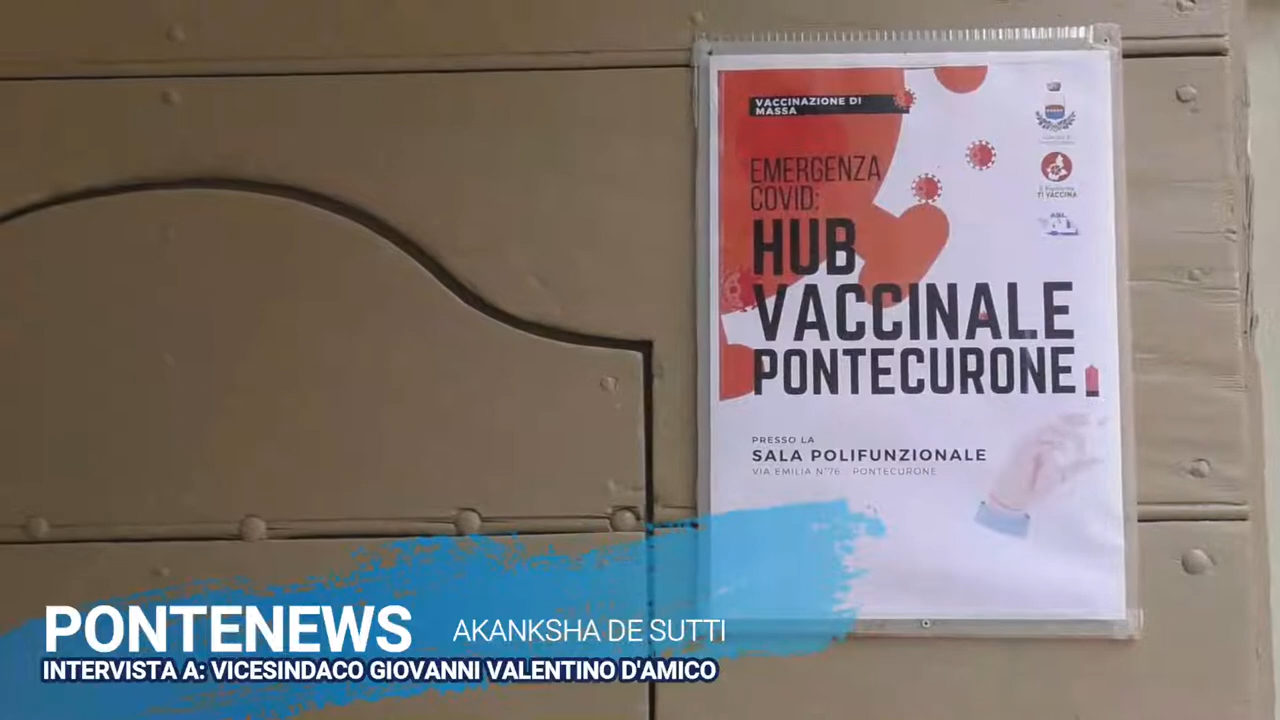 VACCINAZIONE DI
MASSA
EMERGENZA
COVID:
HUB
VACCINALE
PONTECURONE
PRESSO LA
SALA POLIFUNZIONALE
VIA EMILIA N°76 PONTECURONE
TI VACCINA
ASL
PONTENEWS
AKANKSHA DE SUTTI
INTERVISTA A: VICESINDACO GIOVANNI VALENTINO D'AMICO